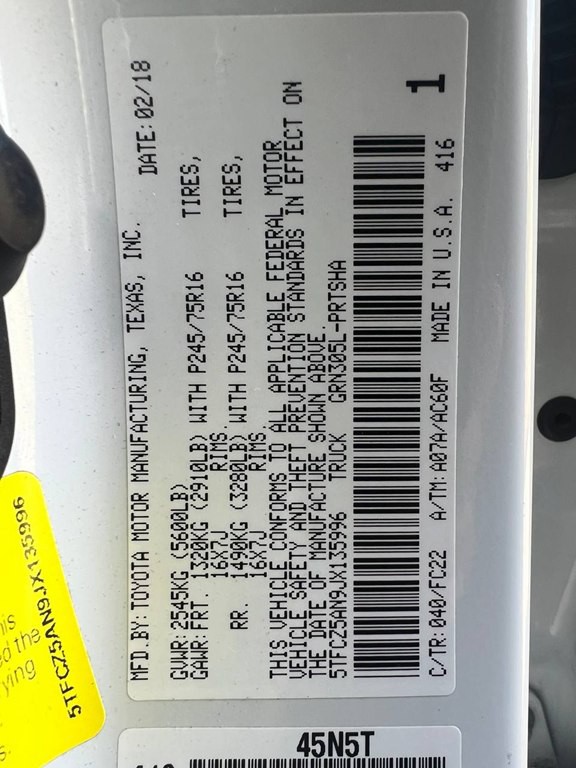 MFD.BY:TOYOTA MOTOR MANUFACTURING, TEXAS, INC. DATE:02/18
GVWR:2545KG (5600LB)
GAWR:FRT. 1320KG (2910LB) WITH P245/75R16 TIRES,
16X7J RIMS.
RR. 1490KG (3280LB) WITH P245/75R16 TIRES,
16X7J RIMS.
THIS VEHICLE CONFORMS TO ALL APPLICABLE FEDERAL MOTOR
VEHICLE SAFETY AND THEFT PREVENTION STANDARDS IN EFFECT ON
THE DATE OF MANUFACTURE SHOWN ABOVE.
5TFCZ5AN9JX135996 TRUCK GRN305L-PRTSHA
1
C/TR:040/FC22 A/TM:A07A/AC60F MADE IN U.S.A. 416
5TFCZ5AN9JX135996
the
ying
45N5T